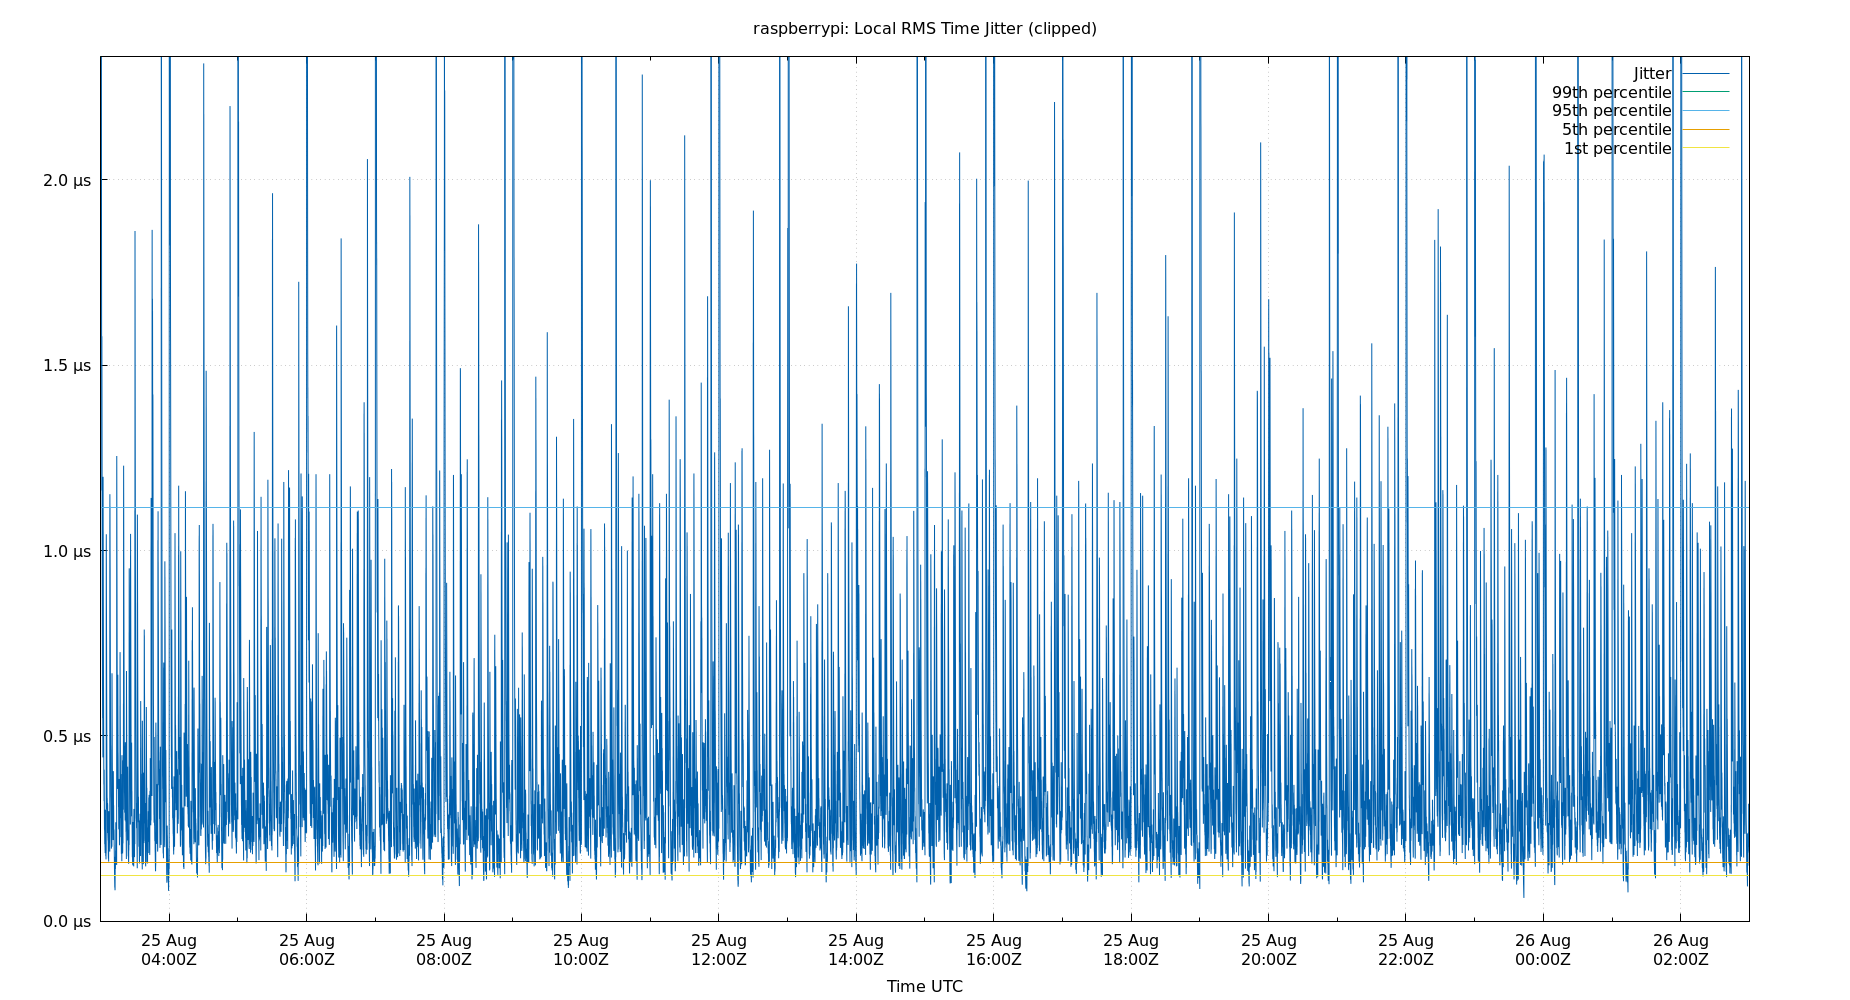 raspberrypi: Local RMS Time Jitter (clipped)
Jitter
99th percentile
95th percentile
5th percentile
1st percentile
2.0 µs
1.5 µs
1.0 µs
0.5 µs
0.0 µs
25 Aug 25 Aug 25 Aug 25 Aug 25 Aug 25 Aug 25 Aug 25 Aug 25 Aug 25 Aug 26 Aug 26 Aug
04:00Z 06:00Z 08:00Z 10:00Z 12:00Z 14:00Z 16:00Z 18:00Z 20:00Z 22:00Z 00:00Z 02:00Z
Time UTC